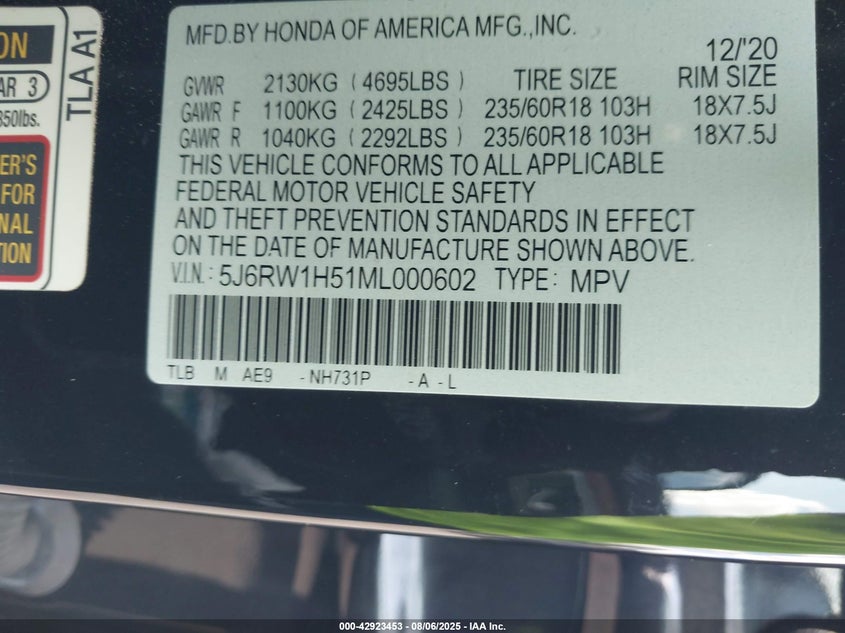 ON
AR 3
850lbs.
TLA A1
ER'S
FOR
NAL
TION
MFD.BY HONDA OF AMERICA MFG.,INC.
12/'20
GVWR 2130KG ( 4695LBS ) TIRE SIZE RIM SIZE
GAWR F 1100KG ( 2425LBS ) 235/60R18 103H 18X7.5J
GAWR R 1040KG ( 2292LBS ) 235/60R18 103H 18X7.5J
THIS VEHICLE CONFORMS TO ALL APPLICABLE
FEDERAL MOTOR VEHICLE SAFETY
AND THEFT PREVENTION STANDARDS IN EFFECT
ON THE DATE OF MANUFACTURE SHOWN ABOVE.
V.I.N.: 5J6RW1H51ML000602 TYPE: MPV
TLB M AE9 -NH731P -A -L
000-42923453 - 08/06/2025 - IAA Inc.